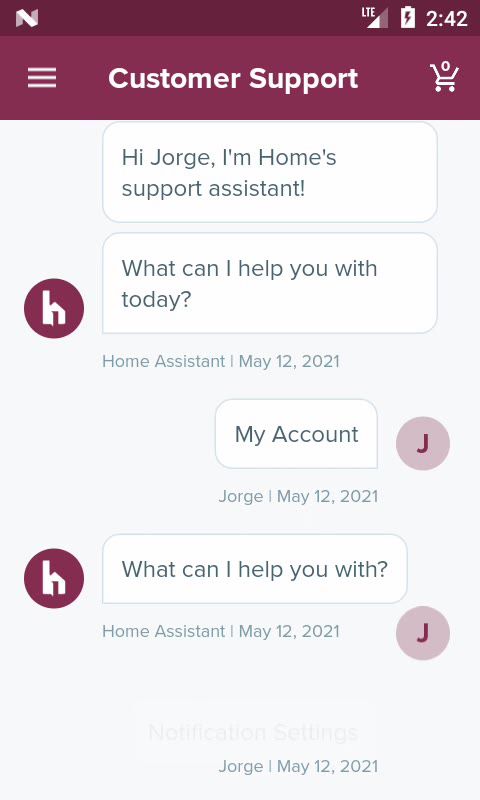 LTE 2:42
Customer Support
0
Hi Jorge, I'm Home's
support assistant!
What can I help you with
today?
h
Home Assistant | May 12, 2021
My Account
J
Jorge | May 12, 2021
h
What can I help you with?
Home Assistant | May 12, 2021
J
Notification Settings
Jorge | May 12, 2021